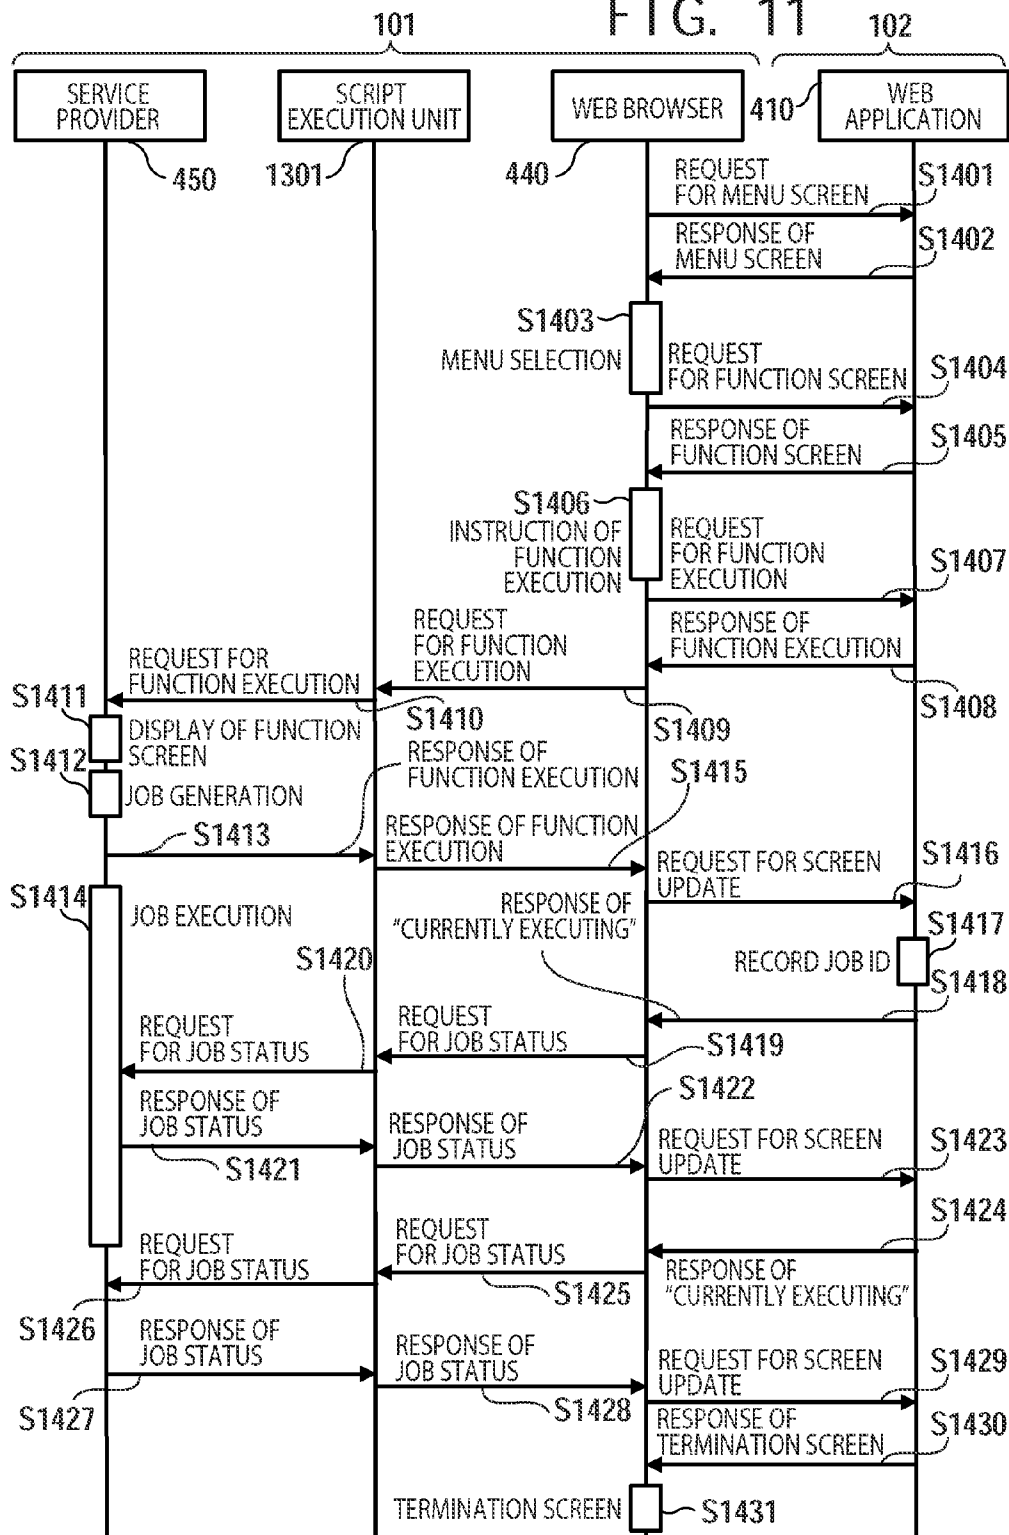 FIG. 11
101
102
SERVICE
PROVIDER
SCRIPT
EXECUTION UNIT
WEB BROWSER
410
WEB
APPLICATION
450
1301
440
REQUEST
FOR MENU SCREEN
S1401
RESPONSE OF
MENU SCREEN
S1402
S1403
MENU SELECTION
REQUEST
FOR FUNCTION SCREEN
S1404
RESPONSE OF
FUNCTION SCREEN
S1405
S1406
INSTRUCTION OF
FUNCTION
EXECUTION
REQUEST
FOR FUNCTION
EXECUTION
S1407
RESPONSE OF
FUNCTION EXECUTION
S1408
REQUEST
FOR FUNCTION
EXECUTION
S1409
REQUEST FOR
FUNCTION EXECUTION
S1410
S1411
DISPLAY OF FUNCTION
SCREEN
S1412
JOB GENERATION
RESPONSE OF
FUNCTION EXECUTION
S1413
S1415
RESPONSE OF FUNCTION
EXECUTION
REQUEST FOR SCREEN
UPDATE
S1416
S1414
JOB EXECUTION
RESPONSE OF
"CURRENTLY EXECUTING"
S1417
RECORD JOB ID
S1418
S1420
REQUEST
FOR JOB STATUS
REQUEST
FOR JOB STATUS
S1419
RESPONSE OF
JOB STATUS
S1421
S1422
RESPONSE OF
JOB STATUS
REQUEST FOR SCREEN
UPDATE
S1423
S1424
RESPONSE OF
"CURRENTLY EXECUTING"
REQUEST
FOR JOB STATUS
S1425
REQUEST
FOR JOB STATUS
S1426
RESPONSE OF
JOB STATUS
S1427
RESPONSE OF
JOB STATUS
S1428
REQUEST FOR SCREEN
UPDATE
S1429
RESPONSE OF
TERMINATION SCREEN
S1430
TERMINATION SCREEN
S1431